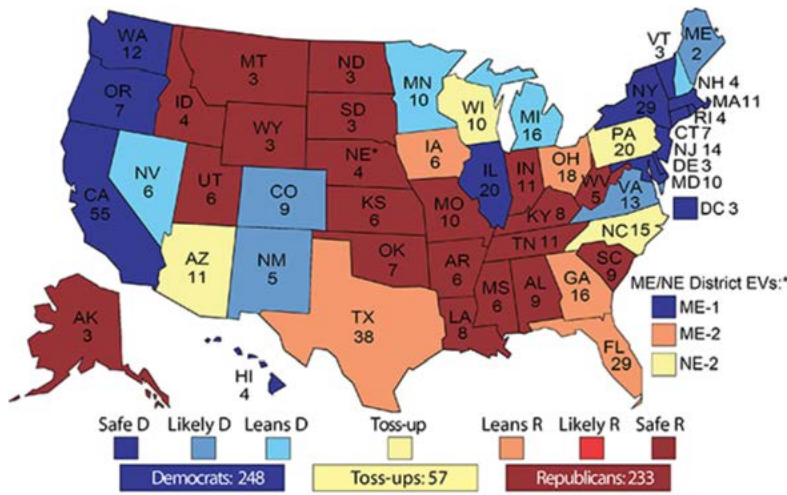 WA
12
OR
7
CA
55
NV
6
ID
4
MT
3
WY
3
UT
6
AZ
11
CO
9
NM
5
ND
3
SD
3
NE*
4
KS
6
OK
7
TX
38
MN
10
IA
6
MO
10
AR
6
LA
8
WI
10
IL
20
MI
16
IN
11
OH
18
KY 8
TN 11
MS
6
AL
9
GA
16
FL
29
SC
9
NC 15
VA
13
WV
5
PA
20
NY
29
VT
3
ME*
2
NH 4
MA11
RI 4
CT 7
NJ 14
DE 3
MD 10
DC 3
AK
3
HI
4
ME/NE District EVs:*
ME-1
ME-2
NE-2
Safe D Likely D Leans D Toss-up Leans R Likely R Safe R
Democrats: 248 Toss-ups: 57 Republicans: 233